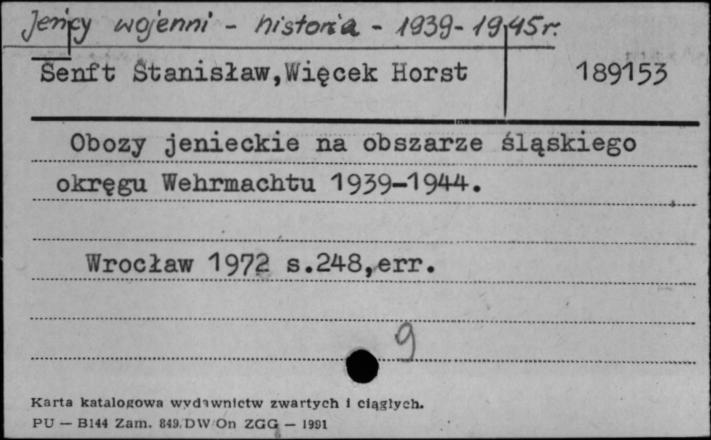 Jeńcy wojenni - historia - 1939-1945r.
Senft Stanisław,Więcek Horst 189153
Obozy jenieckie na obszarze śląskiego
okręgu Wehrmachtu 1939-1944.
Wrocław 1972 s.248,err.
9
Karta katalogowa wydawnictw zwartych i ciągłych.
PU — B144 Zam. 849/DW/On ZGG — 1991